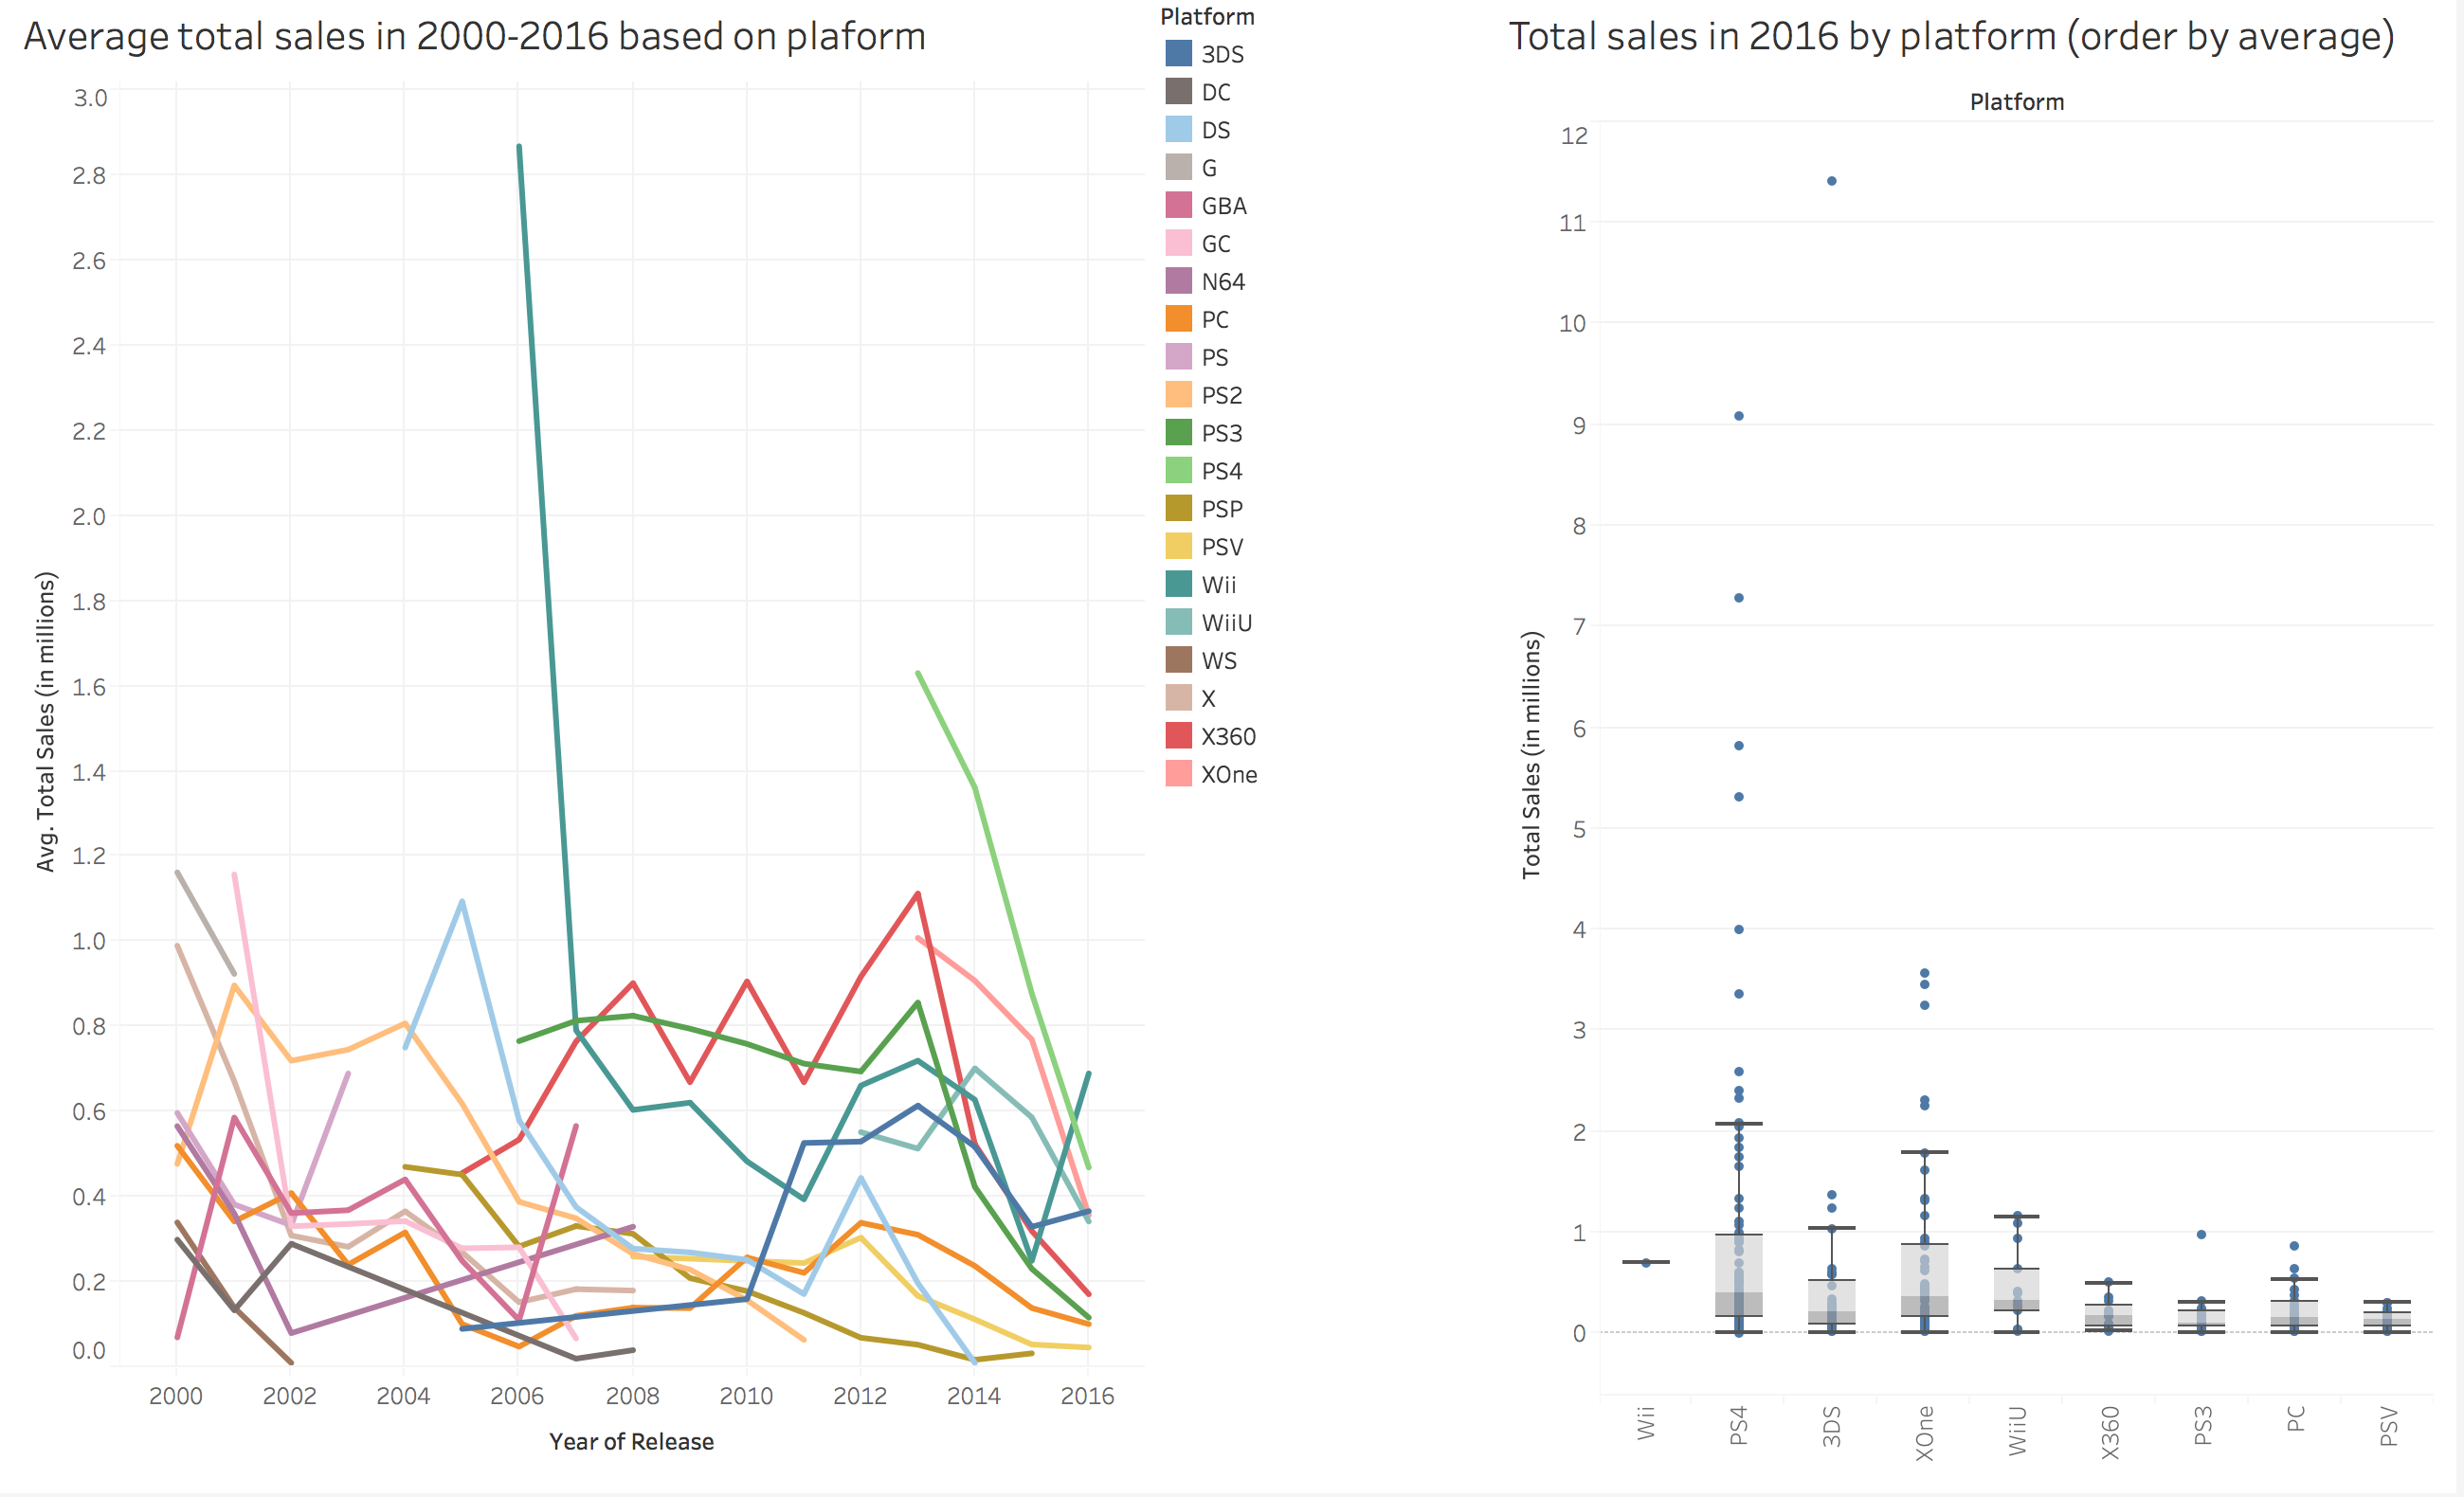 Average total sales in 2000-2016 based on plaform
3.0
2.8
2.6
2.4
2.2
2.0
1.8
1.6
1.4
1.2
1.0
0.8
0.6
0.4
0.2
0.0
Avg. Total Sales (in millions)
2000 2002 2004 2006 2008 2010 2012 2014 2016
Year of Release
Platform
3DS
DC
DS
G
GBA
GC
N64
PC
PS
PS2
PS3
PS4
PSP
PSV
Wii
WiiU
WS
X
X360
XOne
Total sales in 2016 by platform (order by average)
Platform
12
11
10
9
8
7
6
5
4
3
2
1
0
Total Sales (in millions)
Wii
PS4
3DS
XOne
WiiU
X360
PS3
PC
PSV